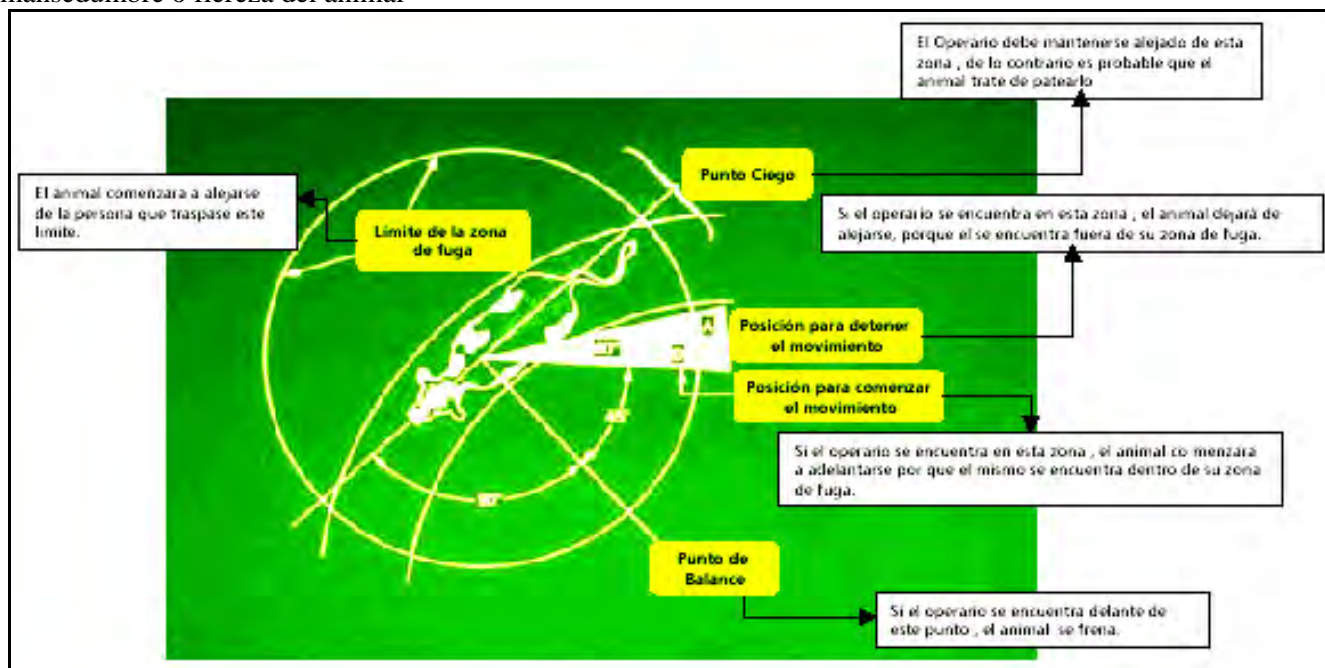 mansedumbre o fiereza del animal
El Operario debe mantenerse alejado de esta
zona , de lo contrario es probable que el
animal trate de patearlo
Punto Ciego
El animal comenzara a alejarse
de la persona que traspase este
limite.
Limite de la zona
de fuga
Si el operario se encuentra en esta zona , el animal dejará de
alejarse, porque el se encuentra fuera de su zona de fuga.
Posición para detener
el movimiento
Posición para comenzar
el movimiento
Si el operario se encuentra en esta zona , el animal co menzara
a adelantarse por que el mismo se encuentra dentro de su zona
de fuga.
Punto de
Balance
Si el operario se encuentra delante de
este punto , el animal se frena.